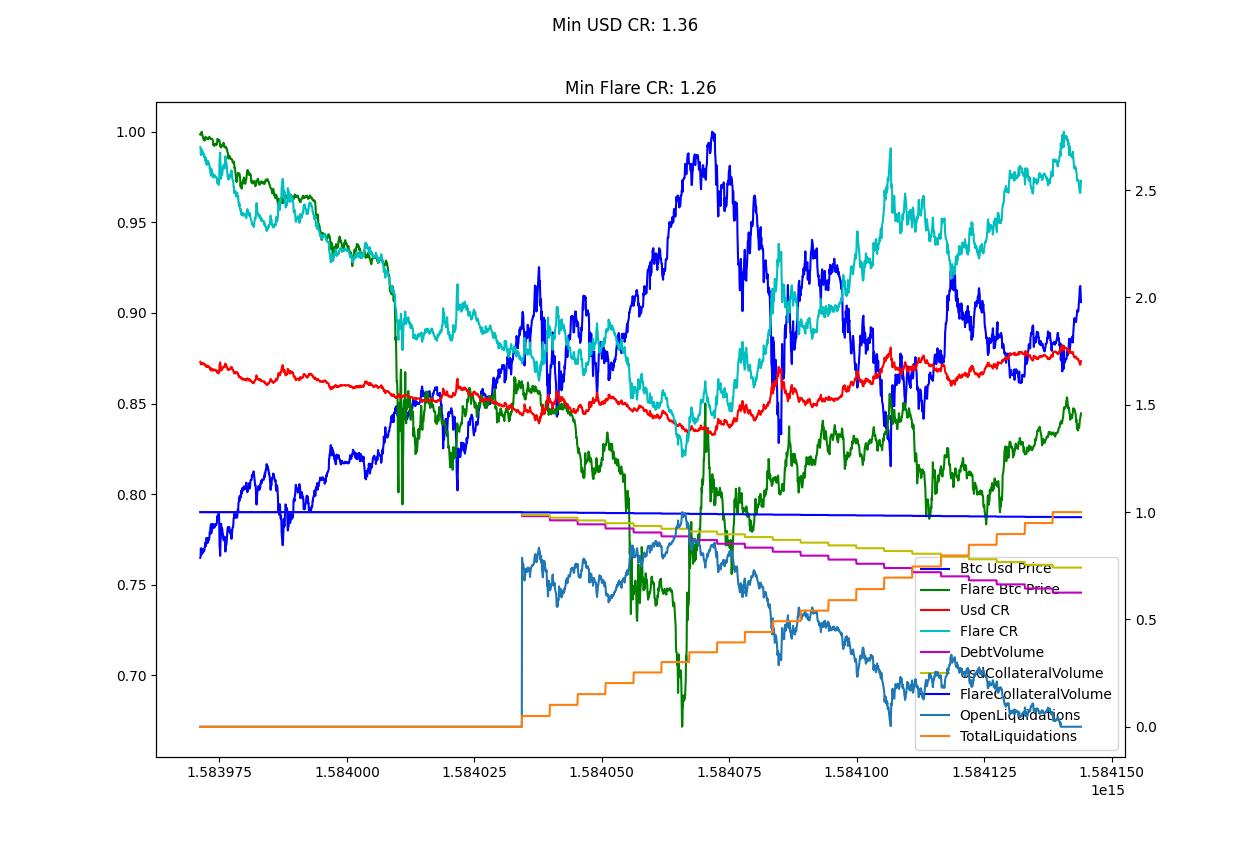 Min USD CR: 1.36
Min Flare CR: 1.26
1.00
0.95
0.90
0.85
0.80
0.75
0.70
2.5
2.0
1.5
1.0
0.5
0.0
Btc Usd Price
Flare Btc Price
Usd CR
Flare CR
DebtVolume
UsdCollateralVolume
FlareCollateralVolume
OpenLiquidations
TotalLiquidations
1.583975 1.584000 1.584025 1.584050 1.584075 1.584100 1.584125 1.584150
1e15